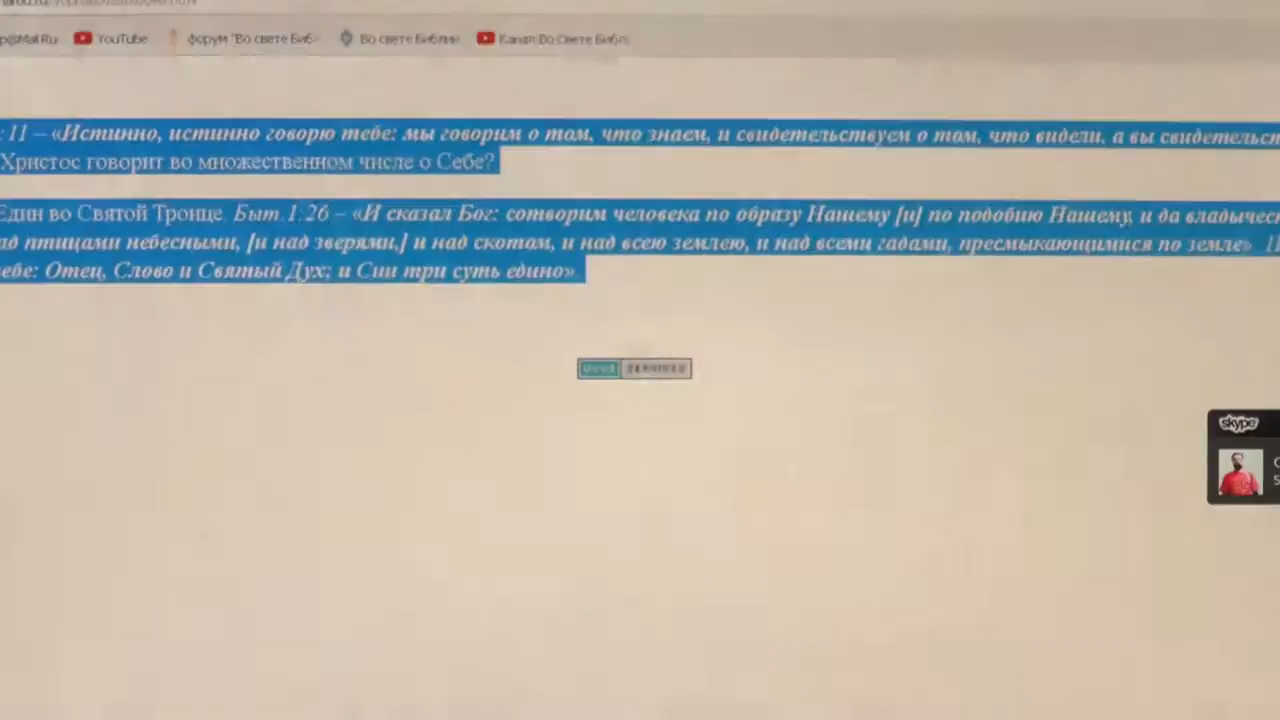 p@Mail.Ru YouTube форум "Во свете Биб Во свете Библии Канал Во Свете Библ
:11 – «Истинно, истинно говорю тебе: мы говорим о том, что знаем, и свидетельствуем о том, что видели, а вы свидетельст
Христос говорит во множественном числе о Себе?
Един во Святой Троице. Быт.1:26 – «И сказал Бог: сотворим человека по образу Нашему [и] по подобию Нашему, и да владычест
ад птицами небесными, [и над зверями,] и над скотом, и над всею землею, и над всеми гадами, пресмыкающимися по земле».
ебе: Отец, Слово и Святый Дух; и Сии три суть едино».
skype